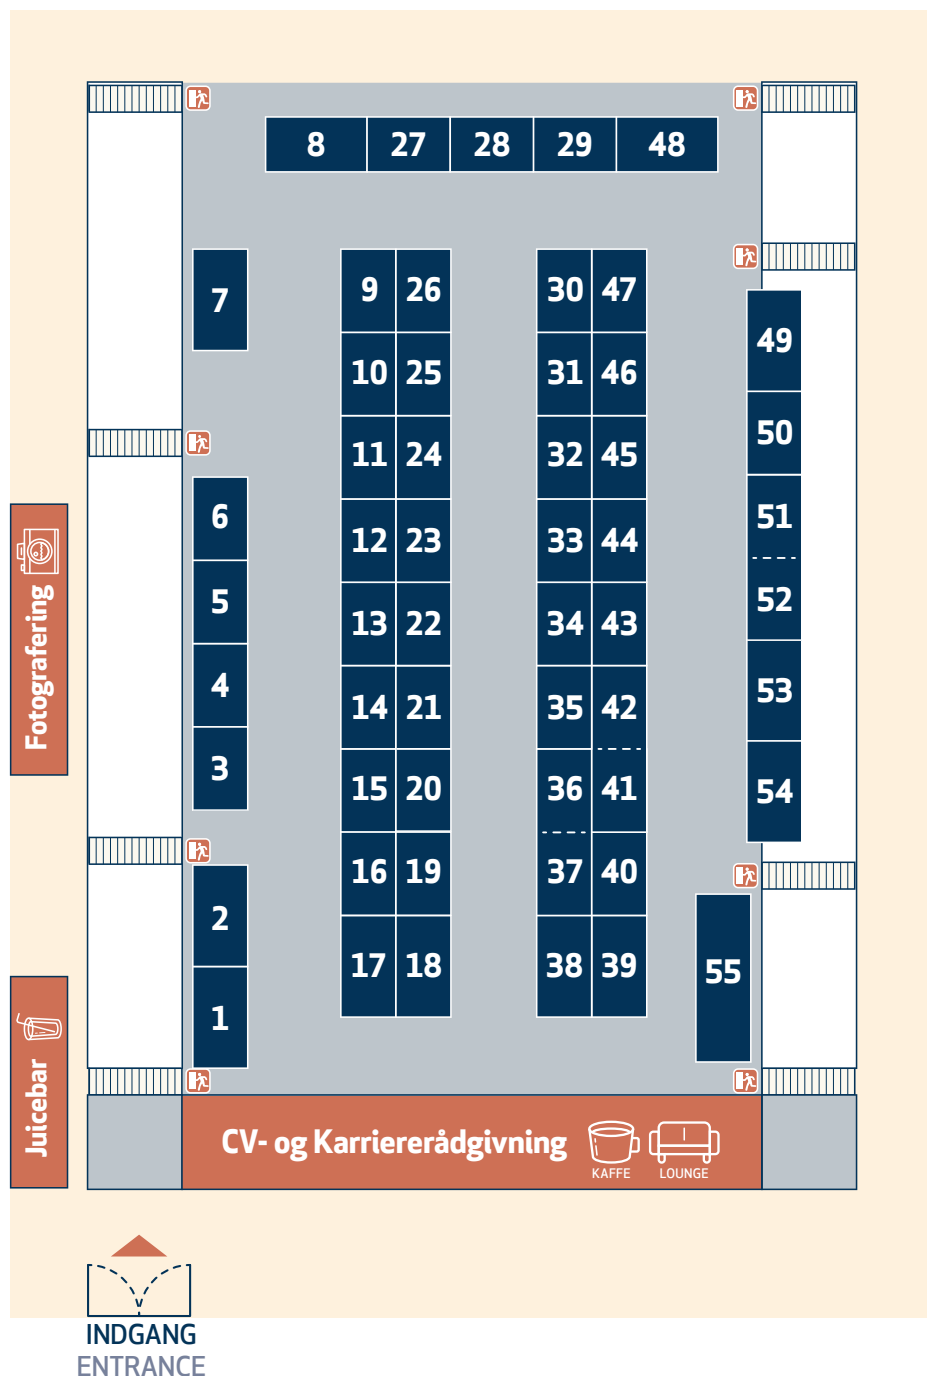 8 27 28 29 48
7
9 26 30 47
49
10 25 31 46
50
11 24 32 45
6
51
12 23 33 44
5
52
13 22 34 43
4
53
14 21 35 42
3
15 20 36 41
54
16 19 37 40
2
17 18 38 39
55
1
Fotografering
Juicebar
CV- og Karriererådgivning
KAFFE LOUNGE
INDGANG
ENTRANCE